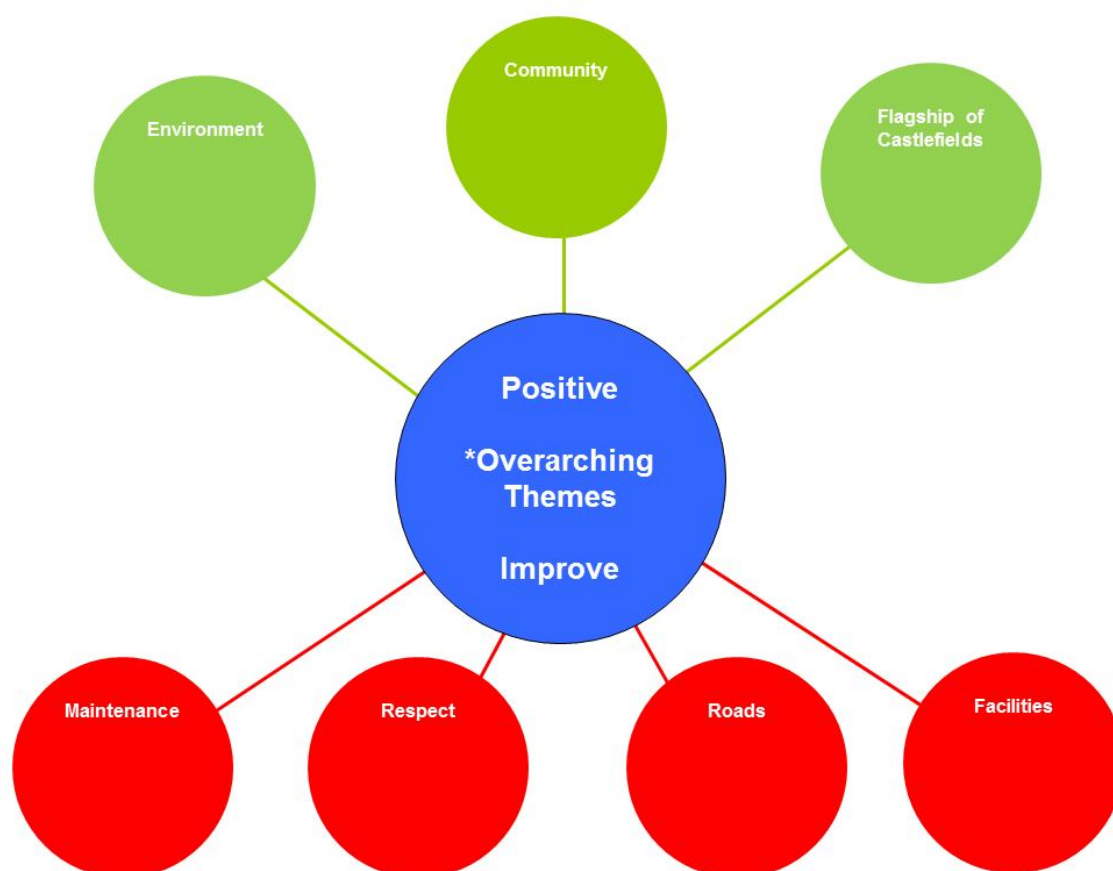 Community
Environment
Flagship of
Castlefields
Positive
*Overarching
Themes
Improve
Maintenance
Respect
Roads
Facilities